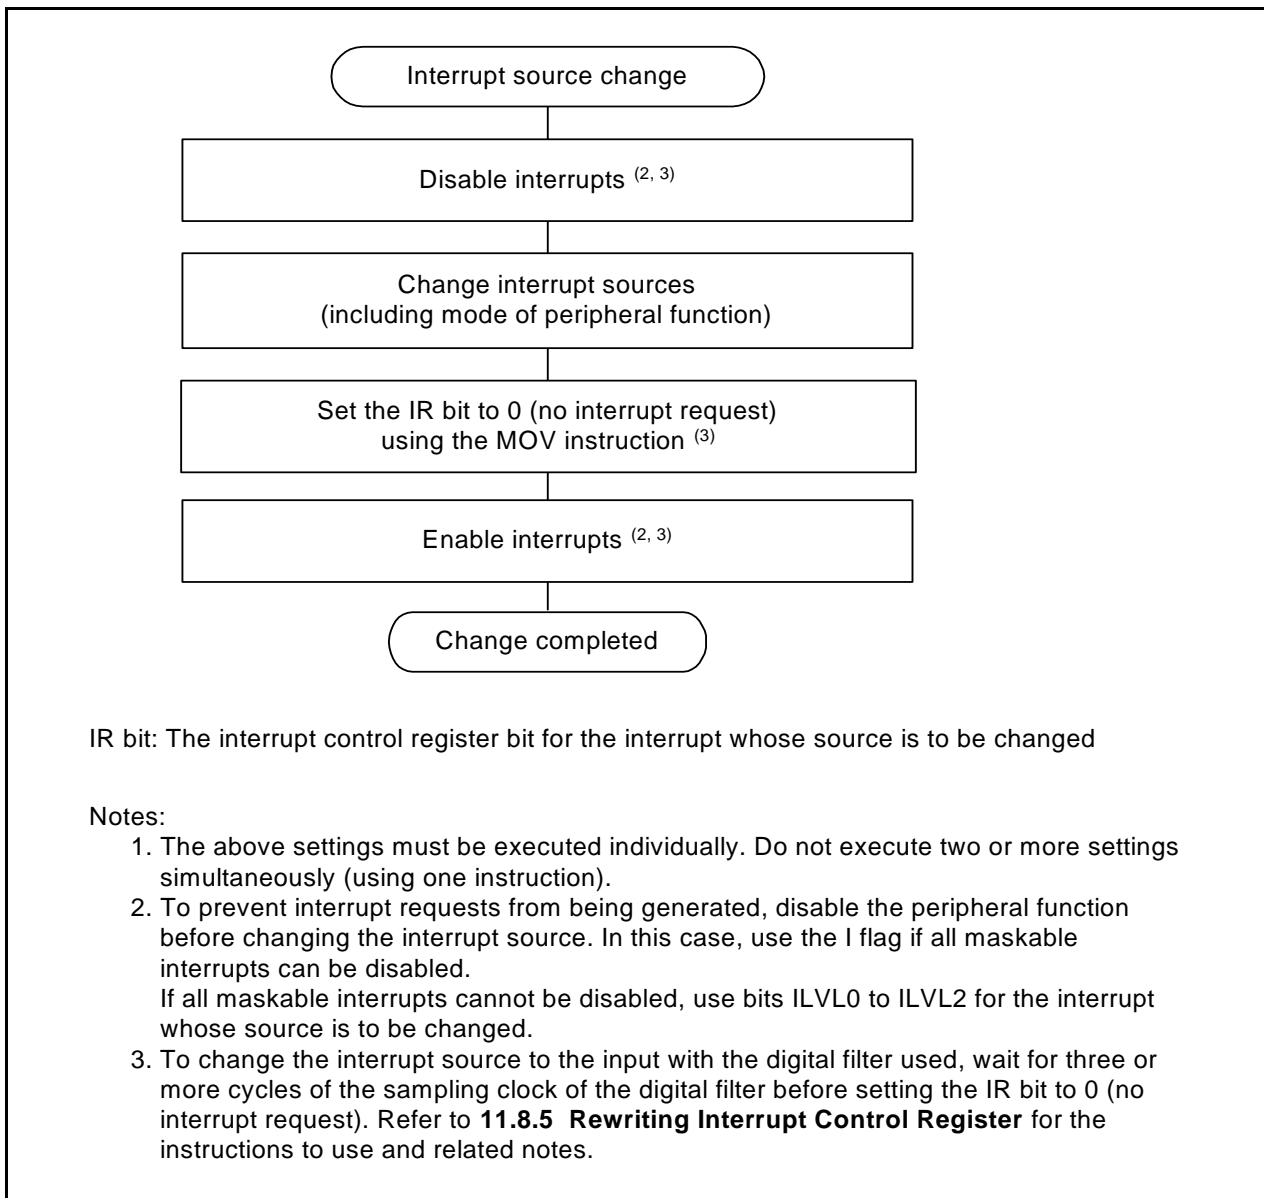 Interrupt source change
Disable interrupts (2, 3)
Change interrupt sources
(including mode of peripheral function)
Set the IR bit to 0 (no interrupt request)
using the MOV instruction (3)
Enable interrupts (2, 3)
Change completed
IR bit: The interrupt control register bit for the interrupt whose source is to be changed
Notes:
1. The above settings must be executed individually. Do not execute two or more settings
simultaneously (using one instruction).
2. To prevent interrupt requests from being generated, disable the peripheral function
before changing the interrupt source. In this case, use the I flag if all maskable
interrupts can be disabled.
If all maskable interrupts cannot be disabled, use bits ILVL0 to ILVL2 for the interrupt
whose source is to be changed.
3. To change the interrupt source to the input with the digital filter used, wait for three or
more cycles of the sampling clock of the digital filter before setting the IR bit to 0 (no
interrupt request). Refer to 11.8.5 Rewriting Interrupt Control Register for the
instructions to use and related notes.